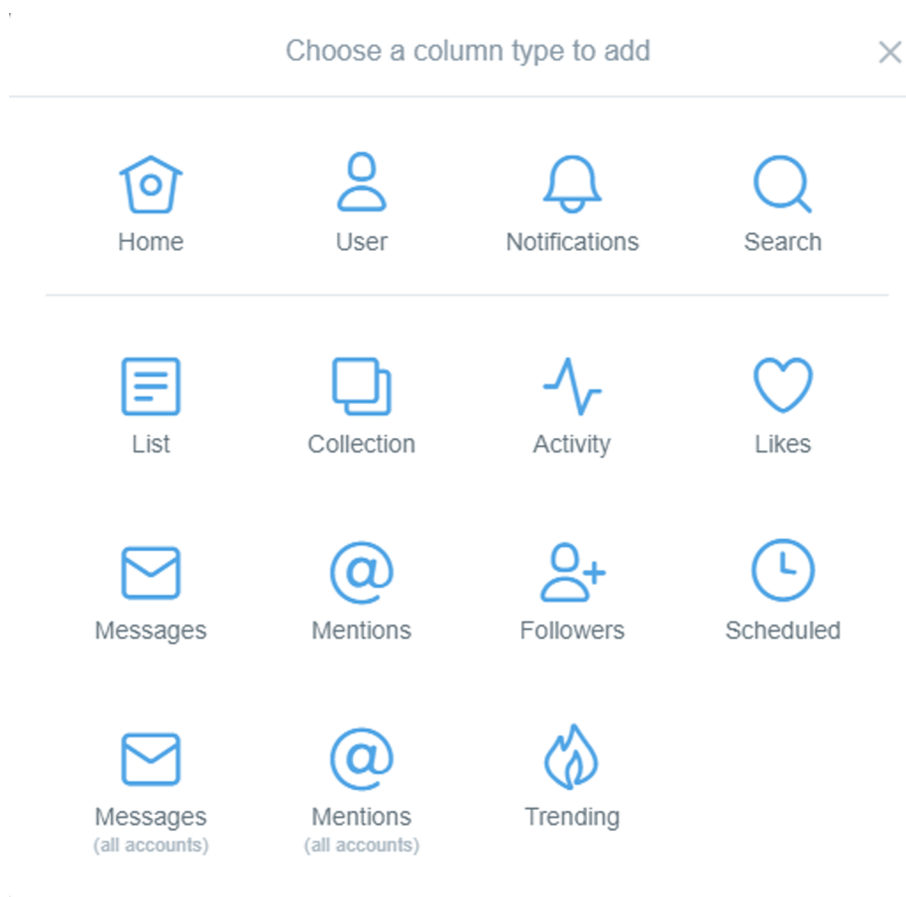 Choose a column type to add
Home User Notifications Search
List Collection Activity Likes
Messages Mentions Followers Scheduled
Messages Mentions Trending
(all accounts) (all accounts)